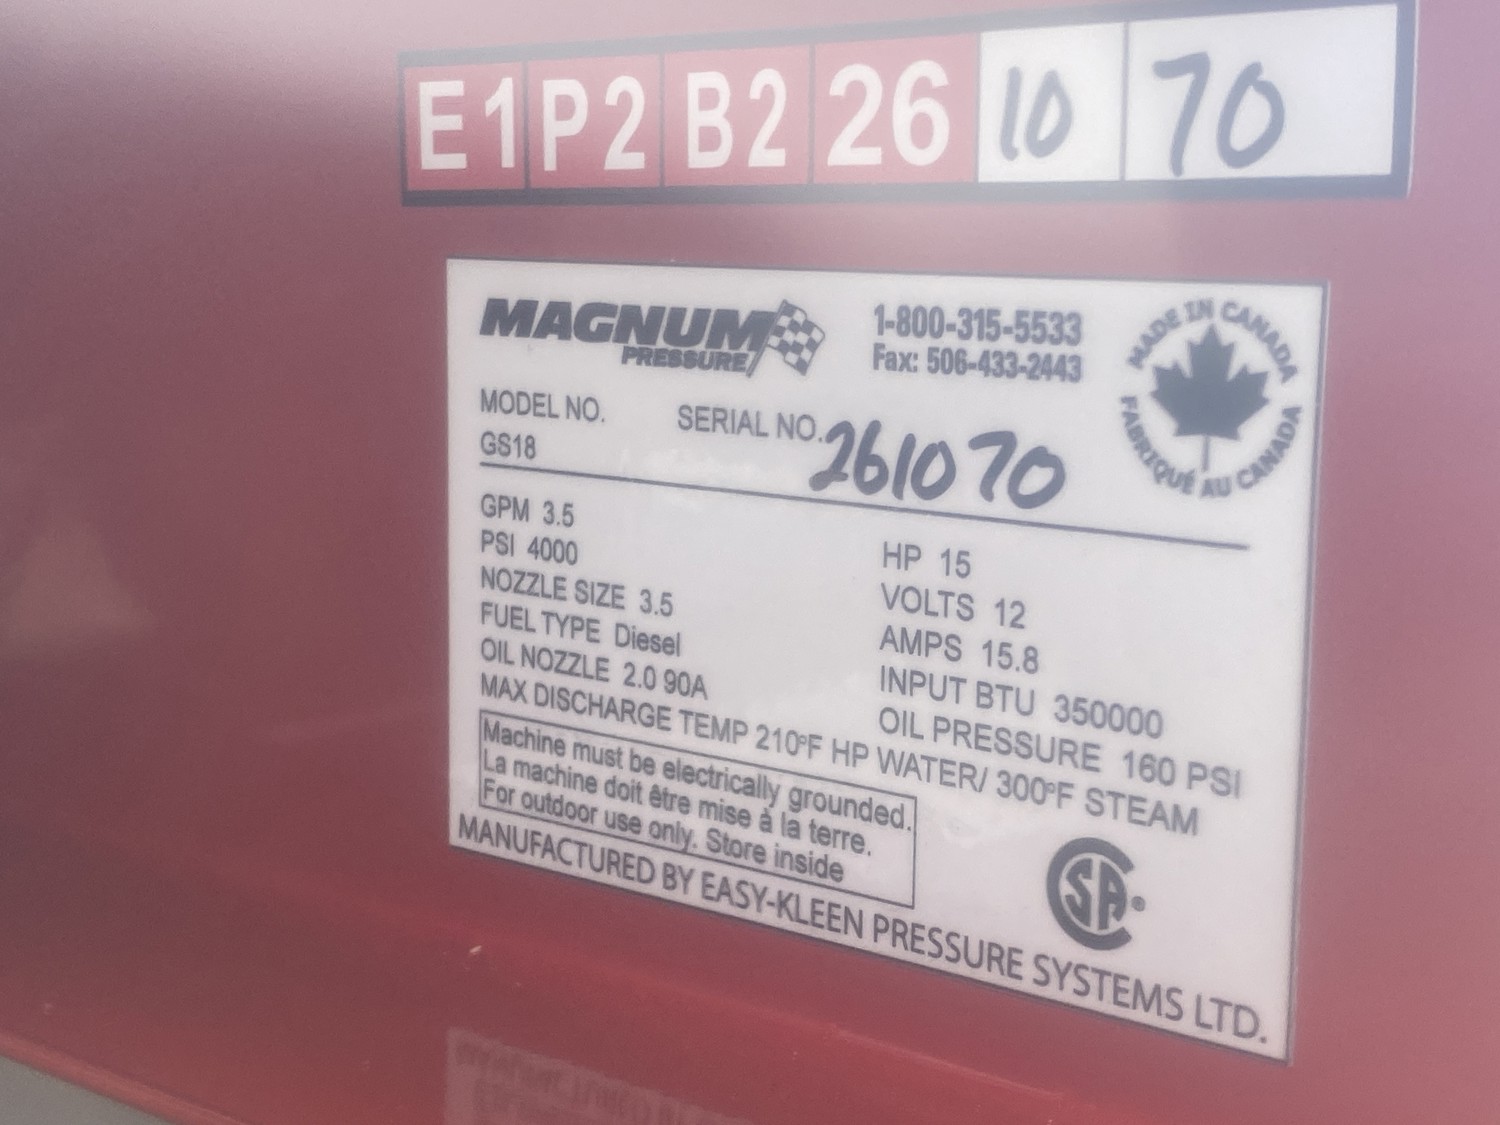 E1 P2 B2 26 10 70
MAGNUM
PRESSURE
1-800-315-5533
Fax: 506-433-2443
MADE IN CANADA
FABRIQUÉ AU CANADA
MODEL NO. SERIAL NO. 261070
GS18
GPM 3.5
PSI 4000
NOZZLE SIZE 3.5
FUEL TYPE Diesel
OIL NOZZLE 2.0 90A
HP 15
VOLTS 12
AMPS 15.8
INPUT BTU 350000
OIL PRESSURE 160 PSI
MAX DISCHARGE TEMP 210°F HP WATER/ 300°F STEAM
Machine must be electrically grounded.
La machine doit être mise à la terre.
For outdoor use only. Store inside
SA®
MANUFACTURED BY EASY-KLEEN PRESSURE SYSTEMS LTD.